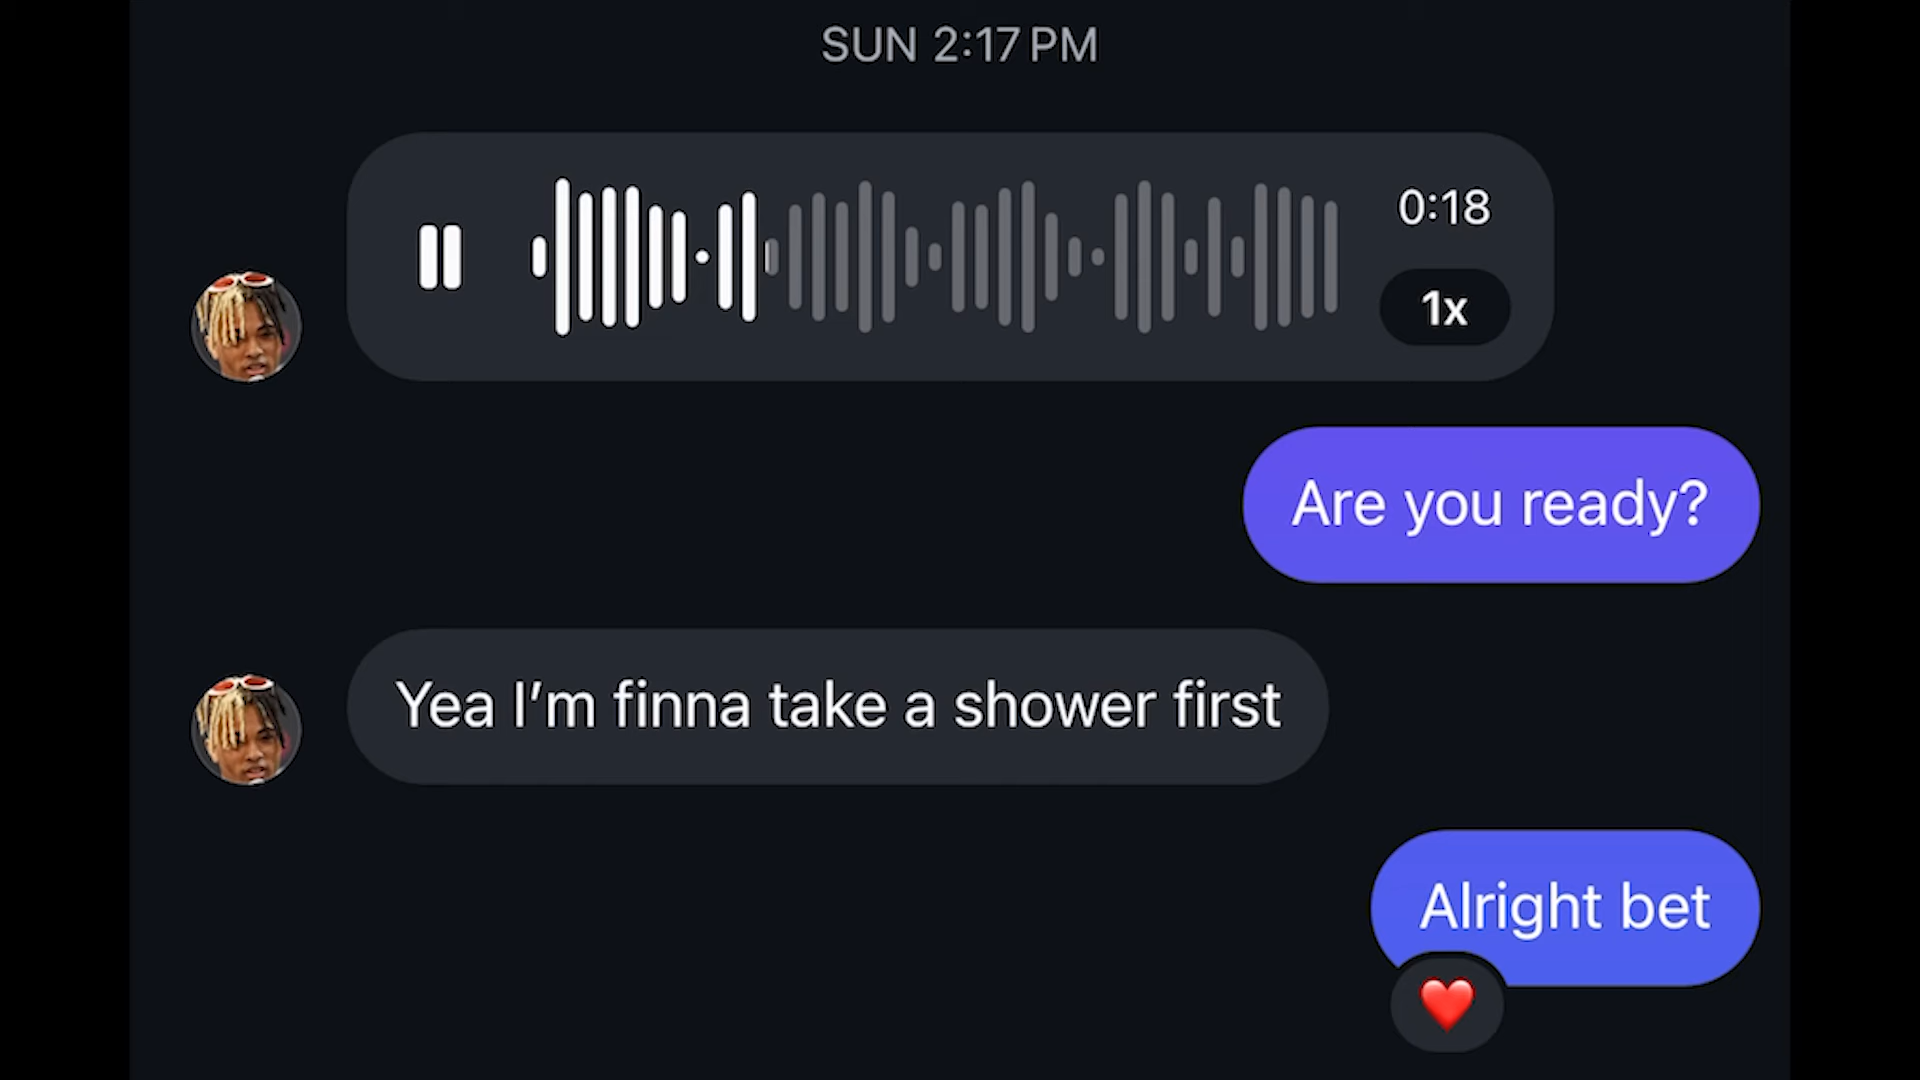 SUN 2:17 PM
0:18
1x
Are you ready?
Yea I'm finna take a shower first
Alright bet